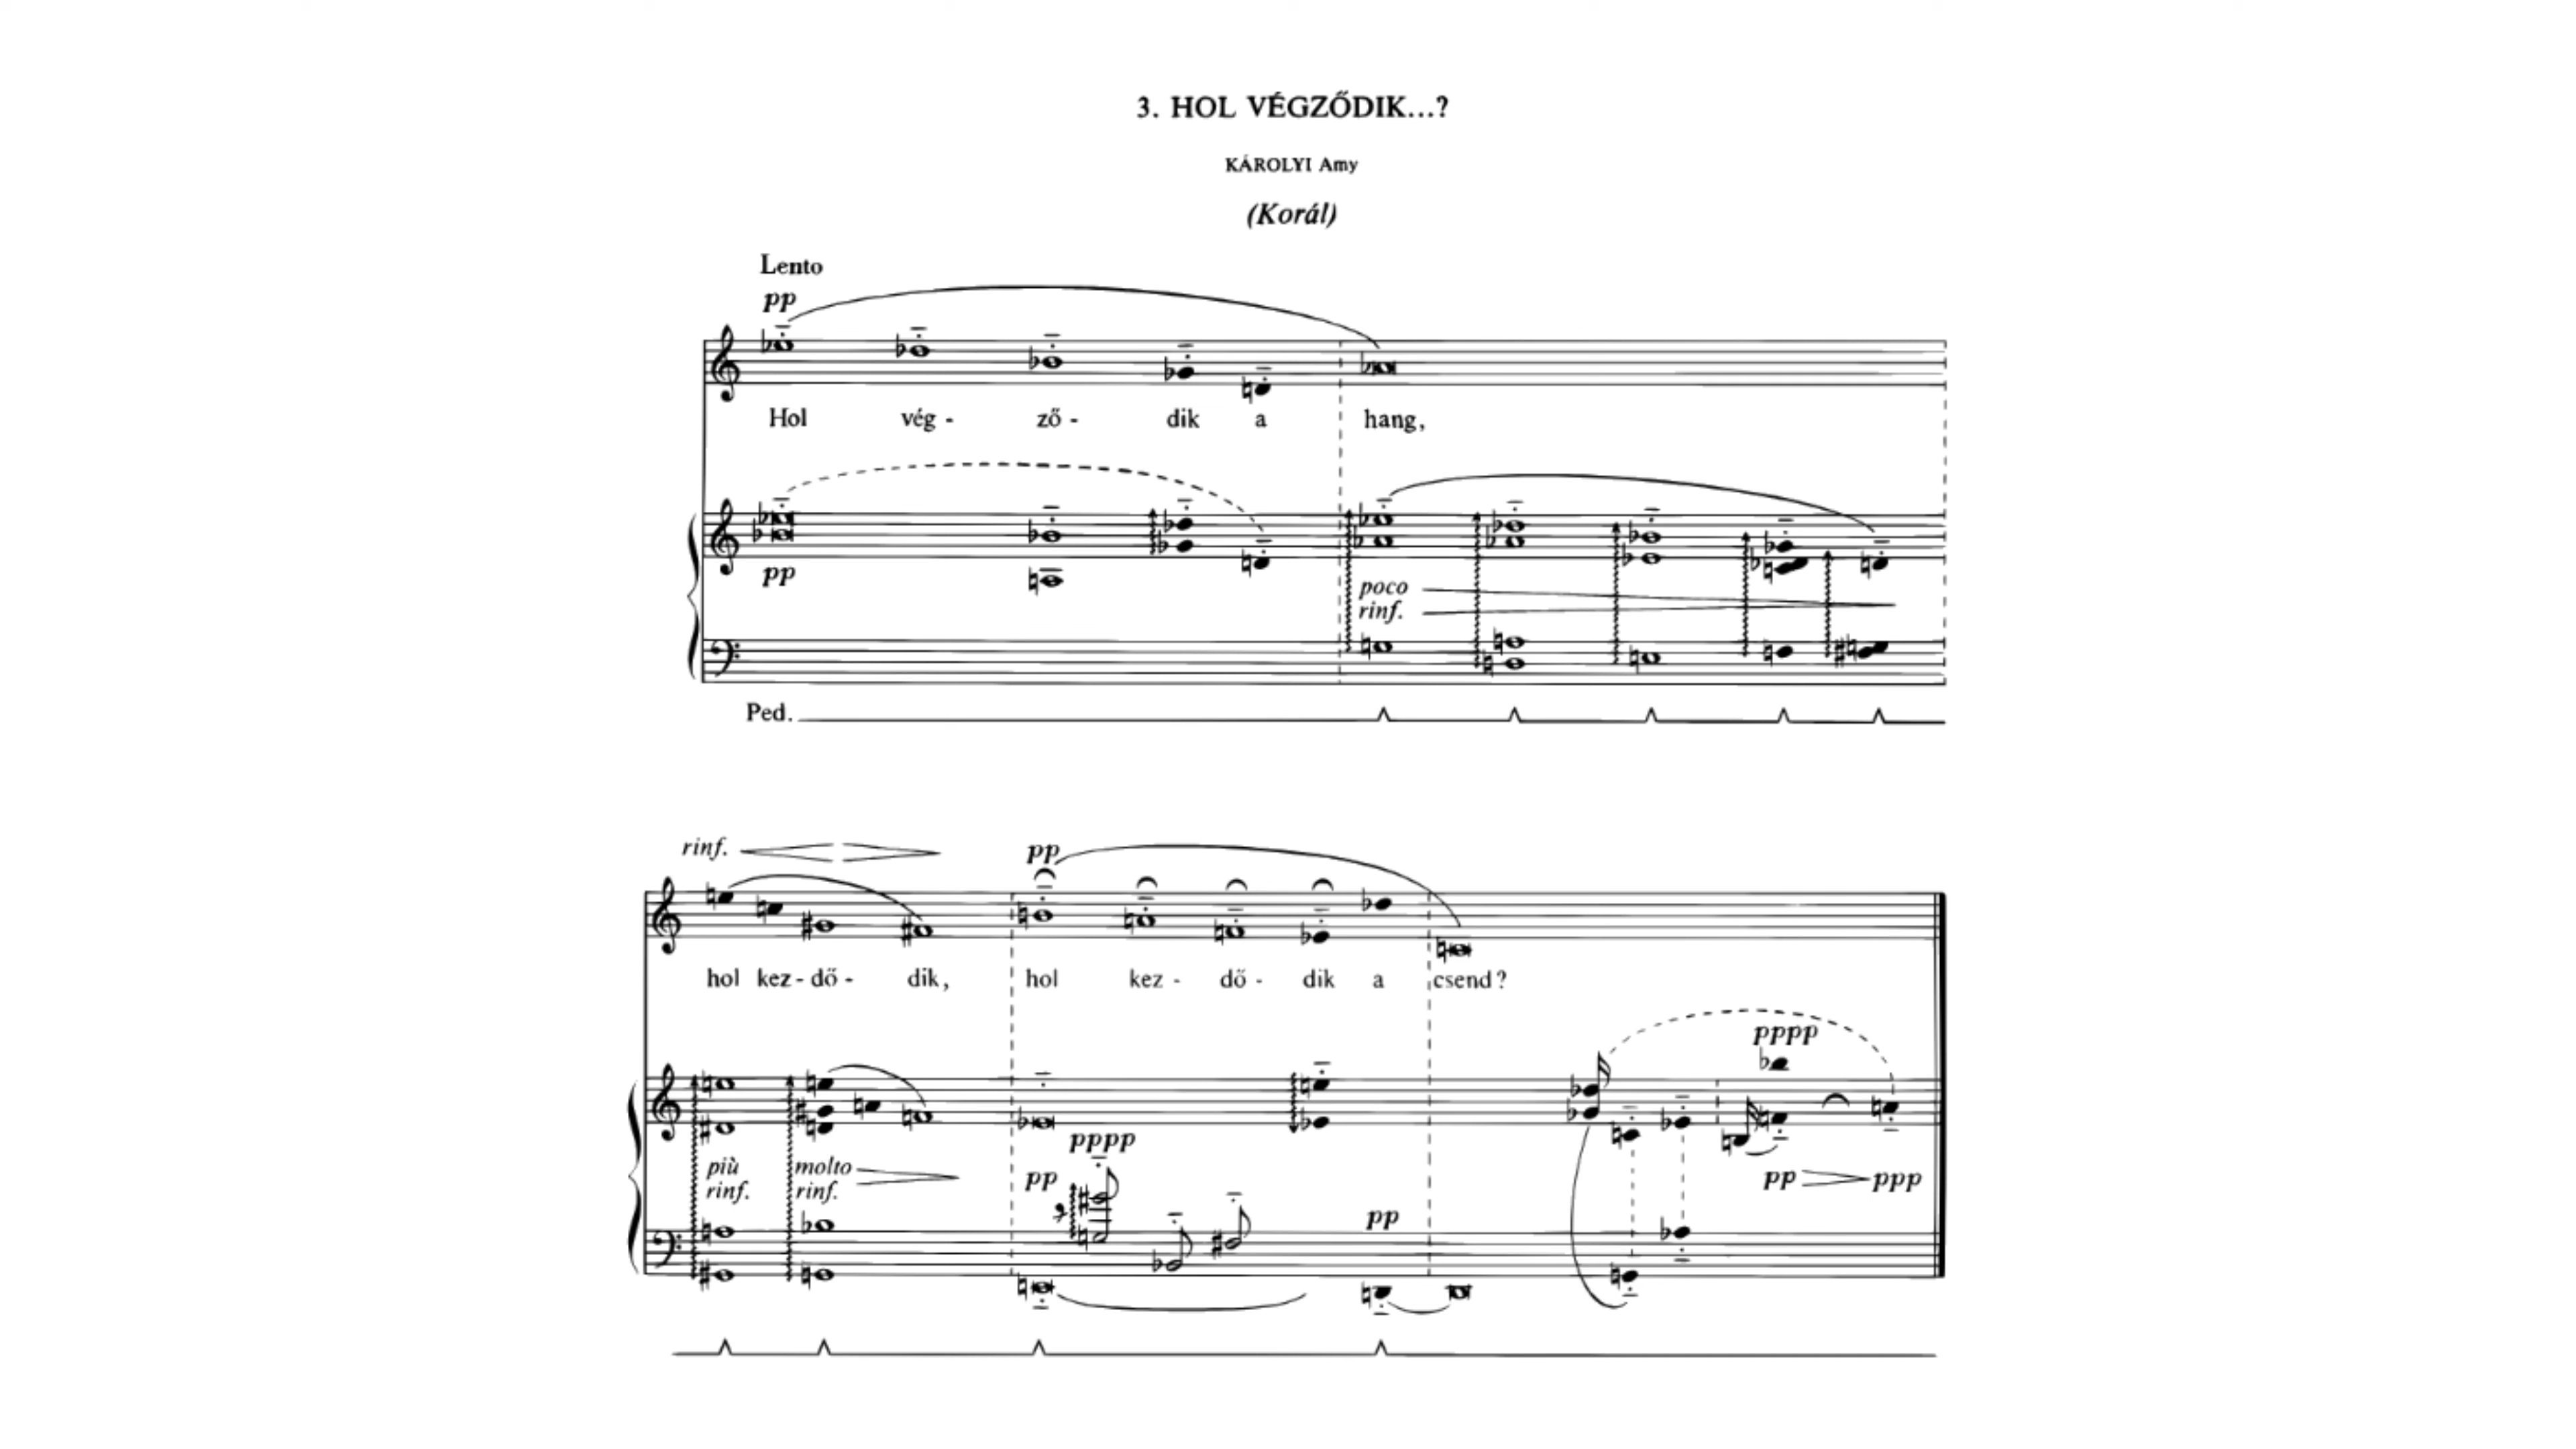 3. HOL VÉGZŐDIK...?
KÁROLYI Amy
(Korál)
Lento
pp
Hol vég - ző - dik a hang,
pp
poco
rinf.
Ped.
rinf. pp
hol kez - dő - dik, hol kez - dő - dik a csend?
pppp
pppp
più molto pp pp ppp
rinf. rinf.
pp